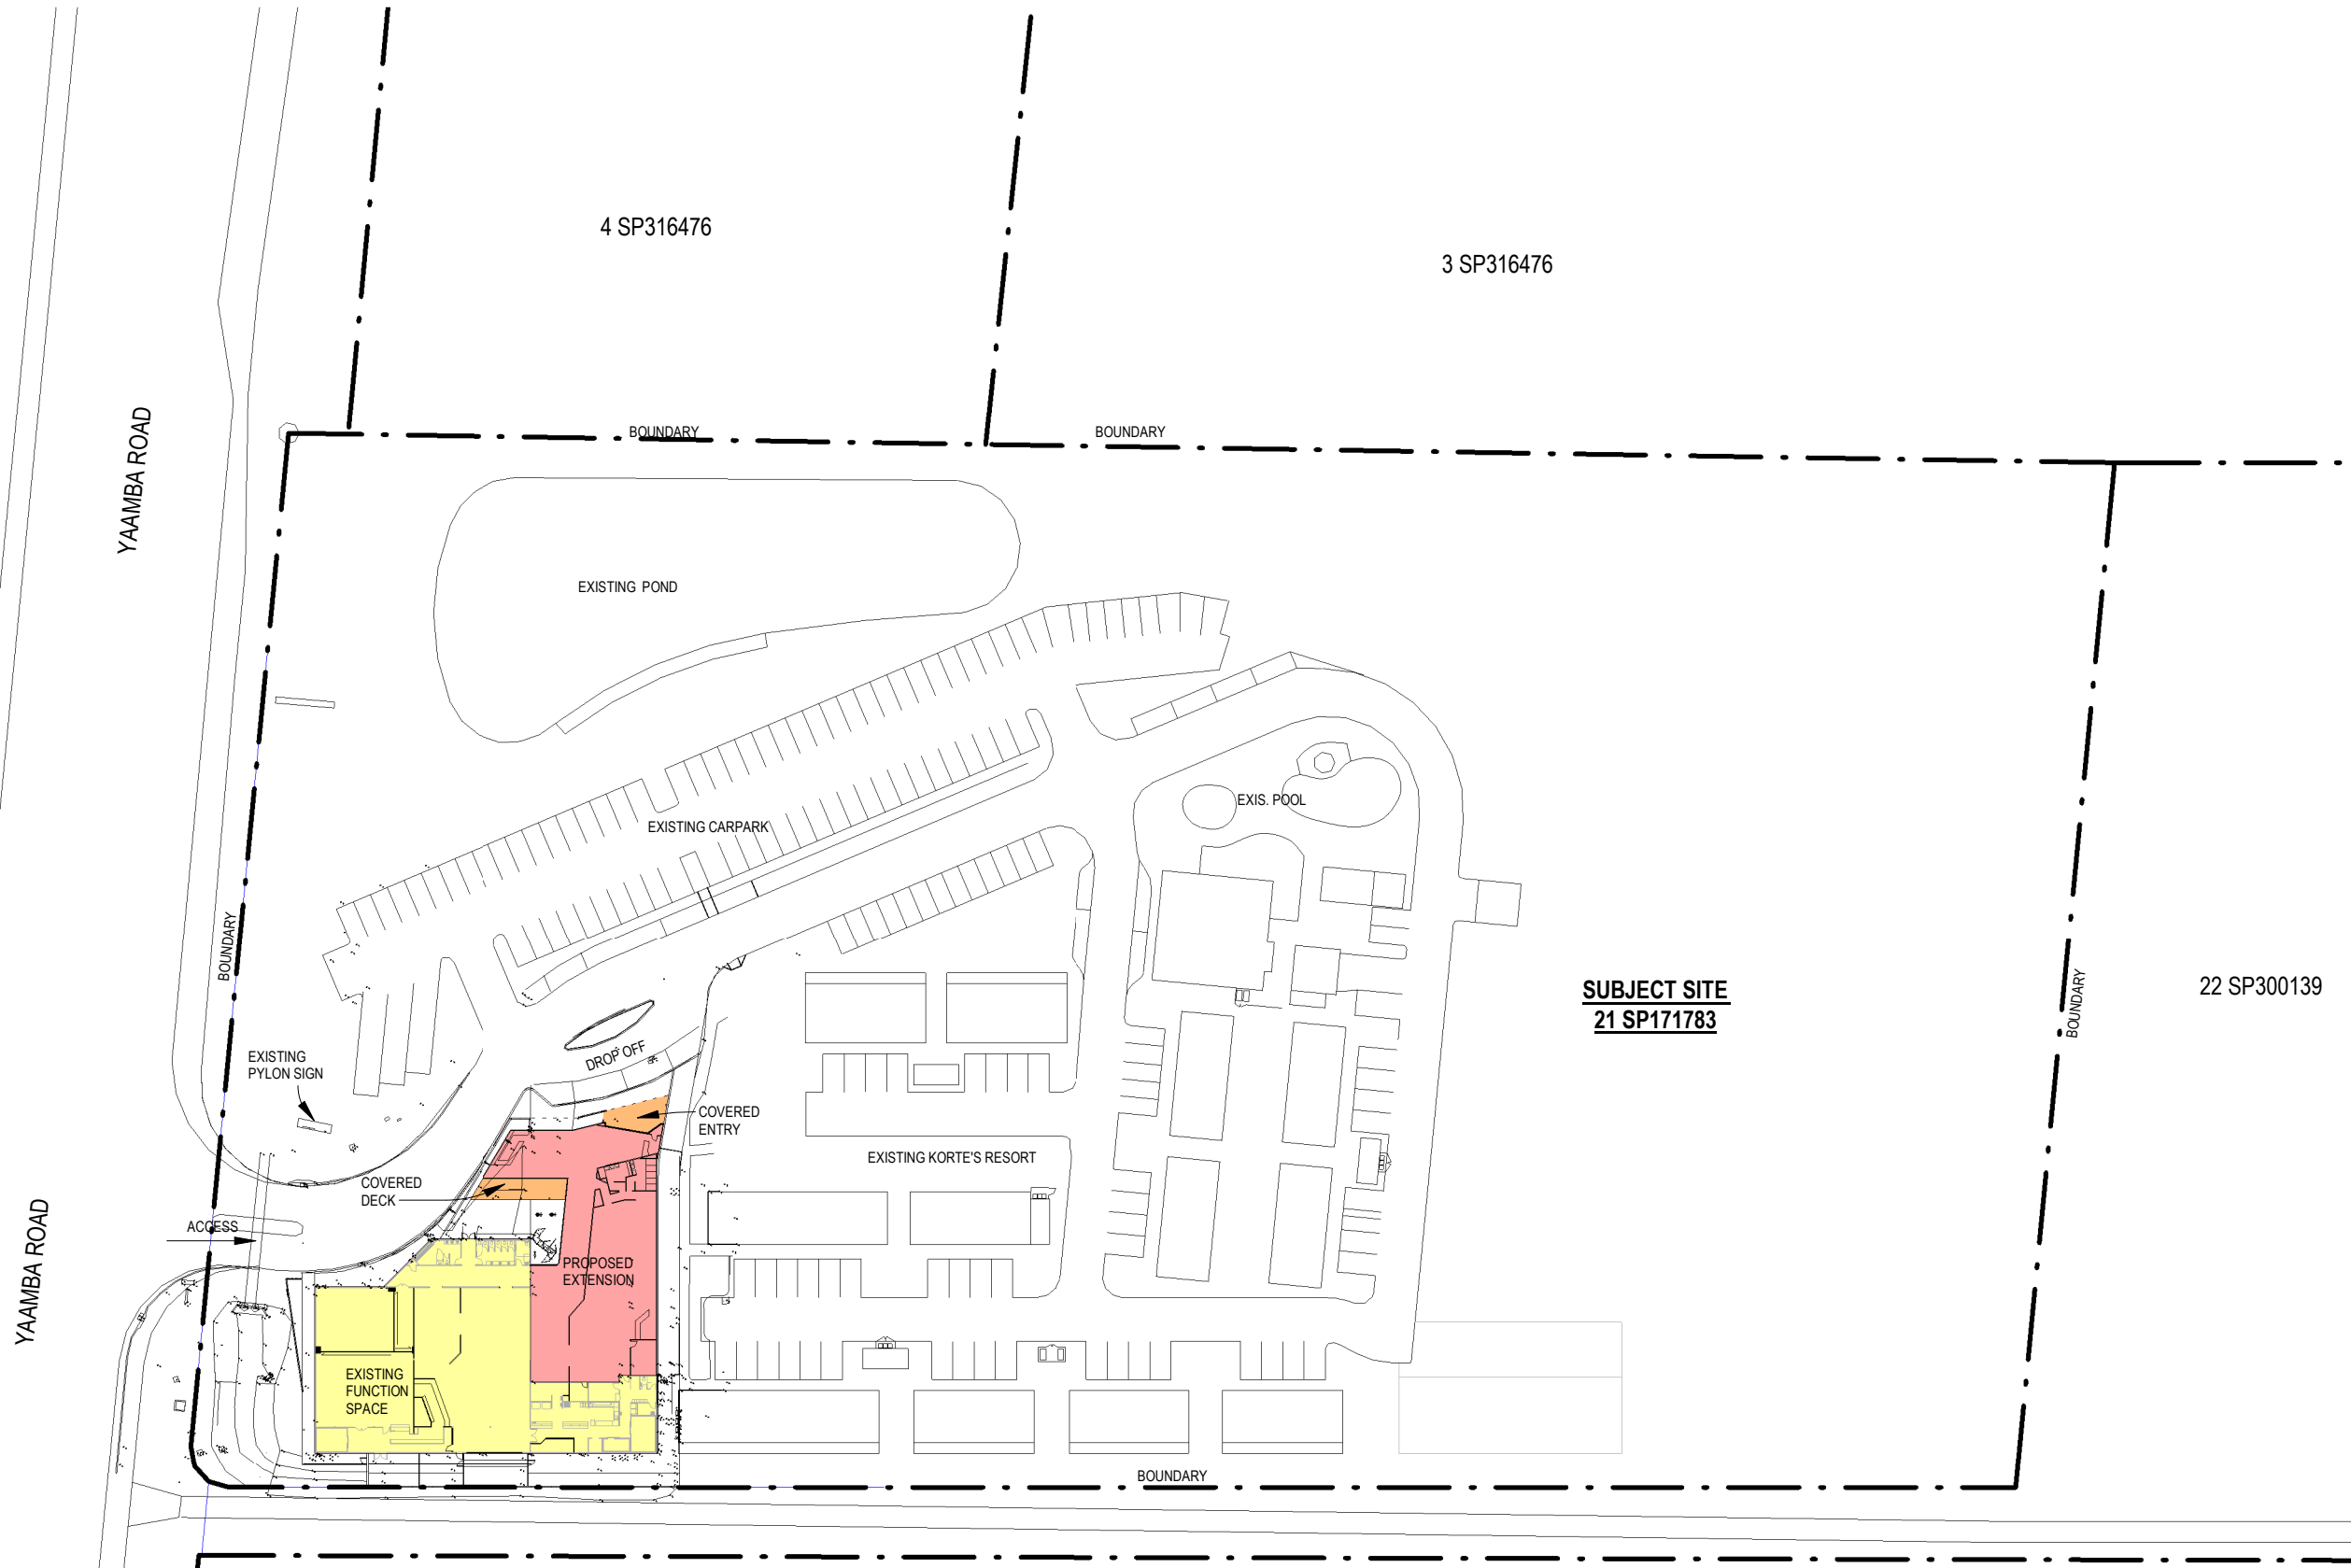 4 SP316476
3 SP316476
YAAMBA ROAD
BOUNDARY
BOUNDARY
EXISTING POND
EXIS. POOL
EXISTING CARPARK
BOUNDARY
SUBJECT SITE
21 SP171783
22 SP300139
BOUNDARY
EXISTING
PYLON SIGN
DROP OFF
COVERED
ENTRY
EXISTING KORTE'S RESORT
COVERED
DECK
ACCESS
YAAMBA ROAD
PROPOSED
EXTENSION
EXISTING
FUNCTION
SPACE
BOUNDARY